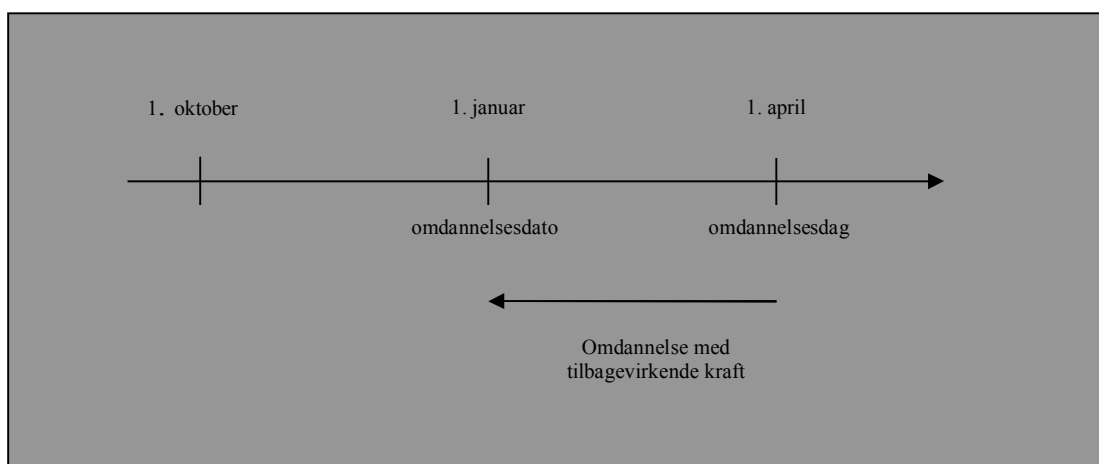 1. oktober
1. januar
1. april
omdannelsesdato
omdannelsesdag
Omdannelse med
tilbagevirkende kraft